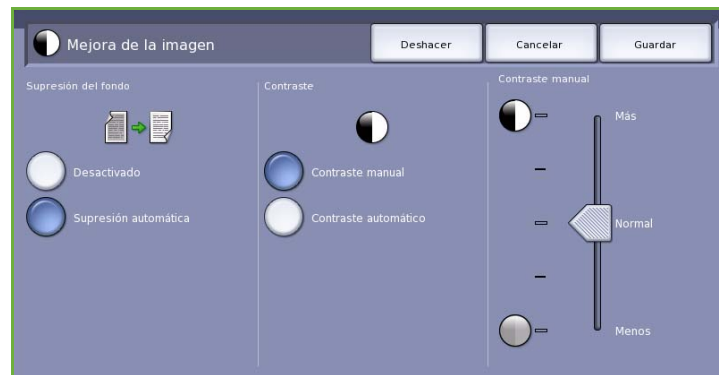 Mejora de la imagen
Deshacer
Cancelar
Guardar
Supresión del fondo
Desactivado
Supresión automática
Contraste
Contraste manual
Contraste automático
Contraste manual
Más
Normal
Menos